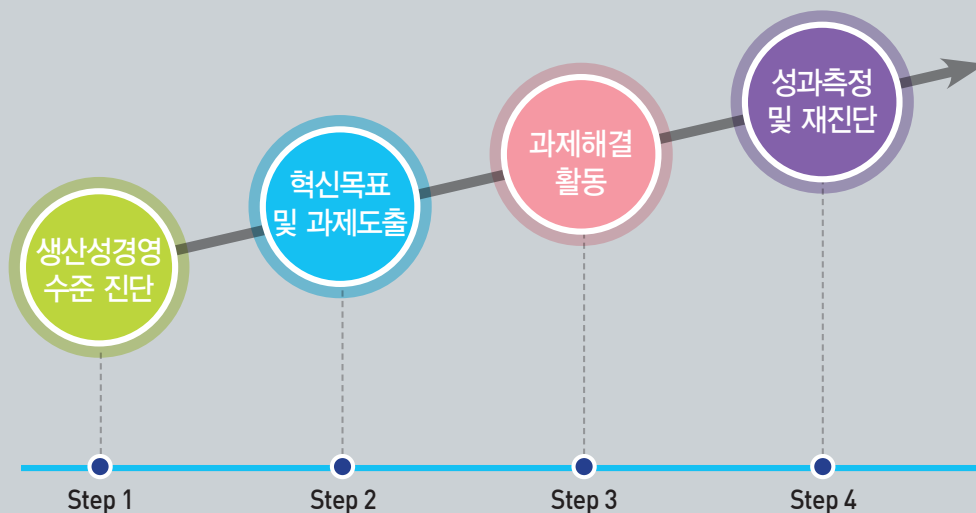 생산성경영
수준 진단
혁신목표
및 과제도출
과제해결
활동
성과측정
및 재진단
Step 1
Step 2
Step 3
Step 4